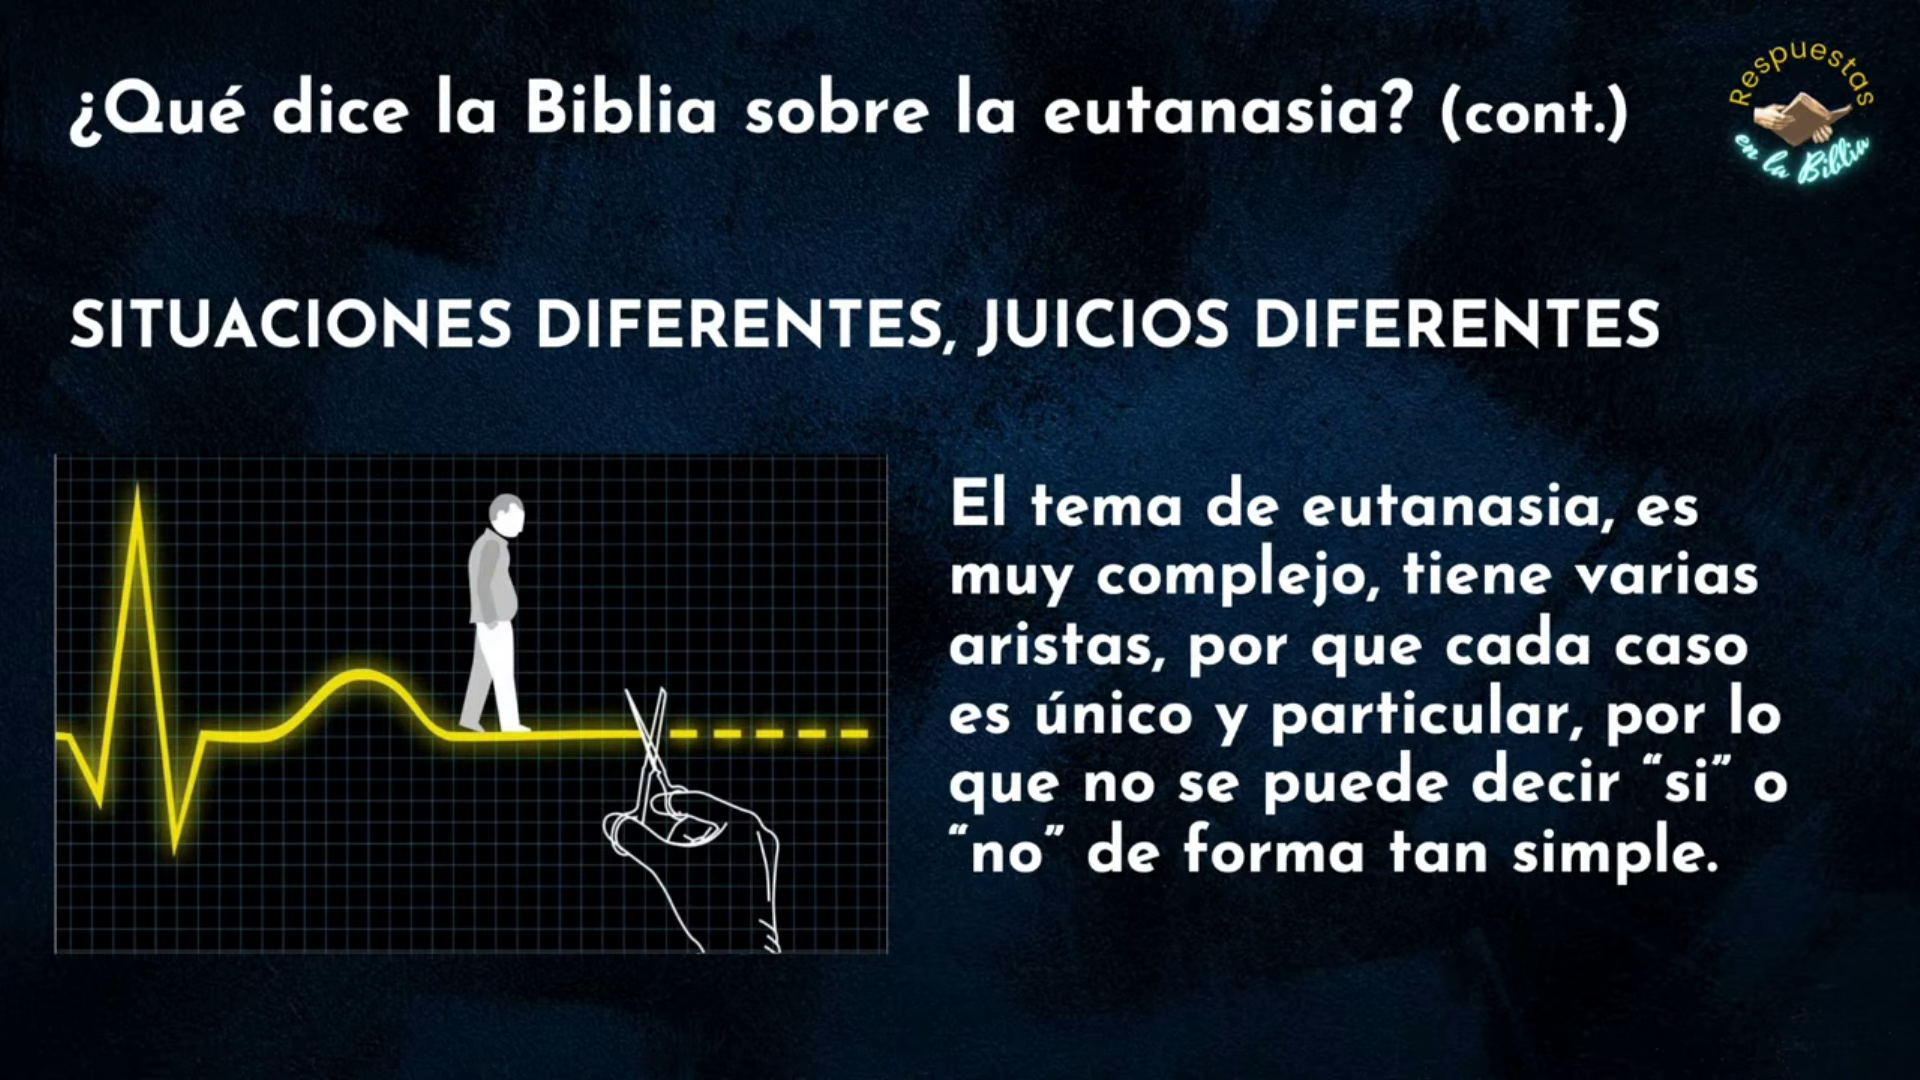 ¿Qué dice la Biblia sobre la eutanasia? (cont.)
Respuestas
en la Biblia
SITUACIONES DIFERENTES, JUICIOS DIFERENTES
El tema de eutanasia, es
muy complejo, tiene varias
aristas, por que cada caso
es único y particular, por lo
que no se puede decir “si” o
“no” de forma tan simple.